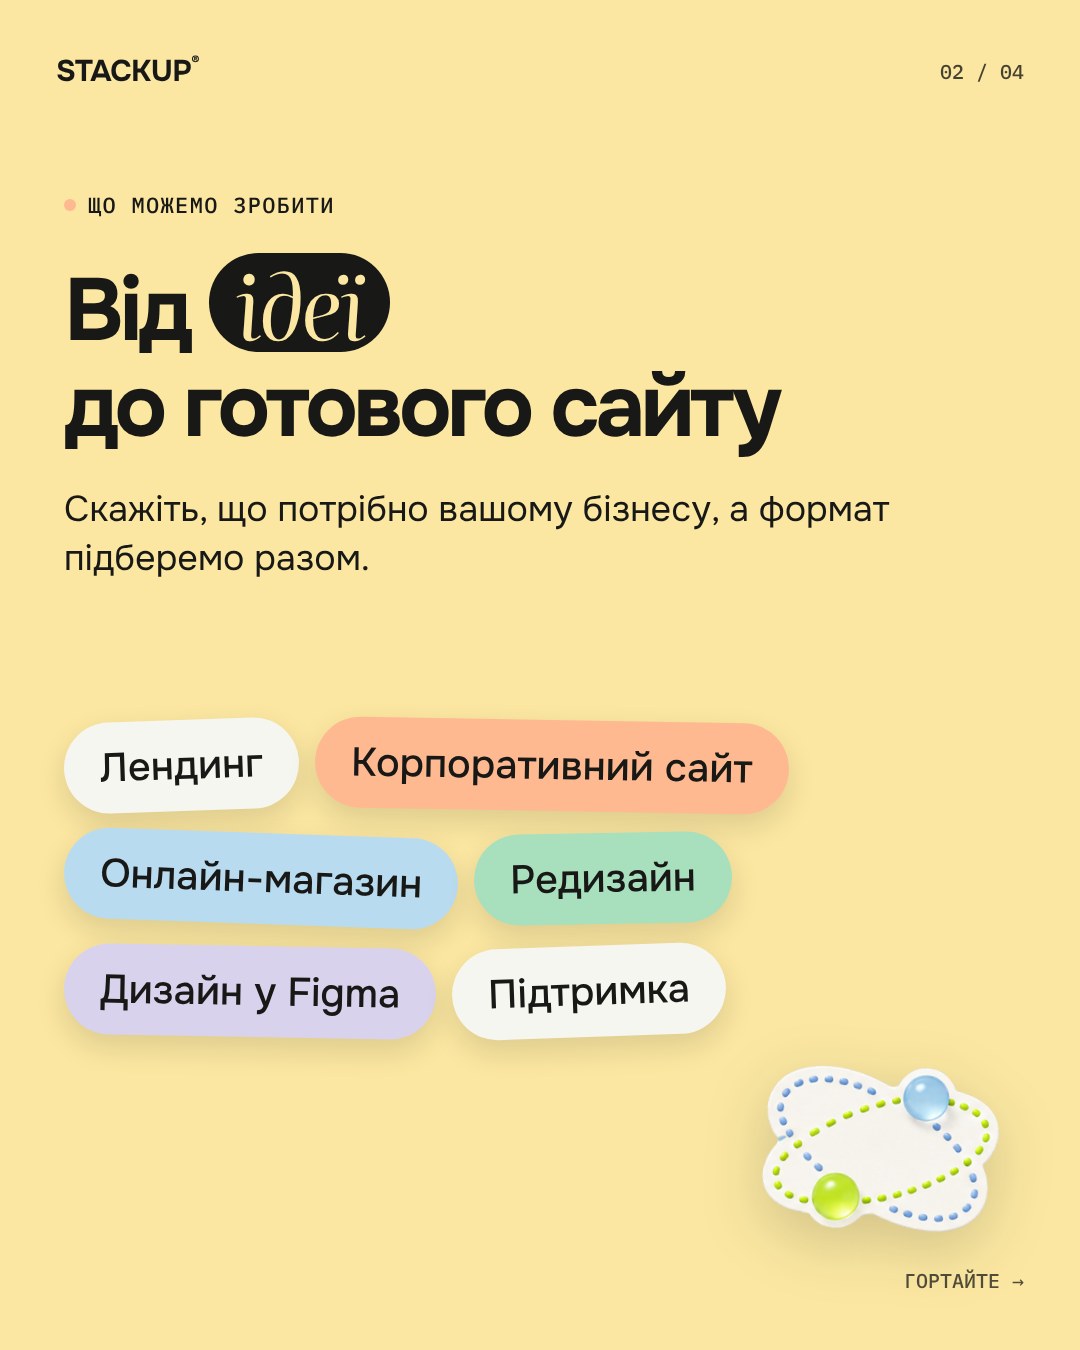 STACKUP®
02 / 04
ЩО МОЖЕМО ЗРОБИТИ
Від ідеї
до готового сайту
Скажіть, що потрібно вашому бізнесу, а формат
підберемо разом.
Лендинг
Корпоративний сайт
Онлайн-магазин
Редизайн
Дизайн у Figma
Підтримка
ГОРТАЙТЕ →